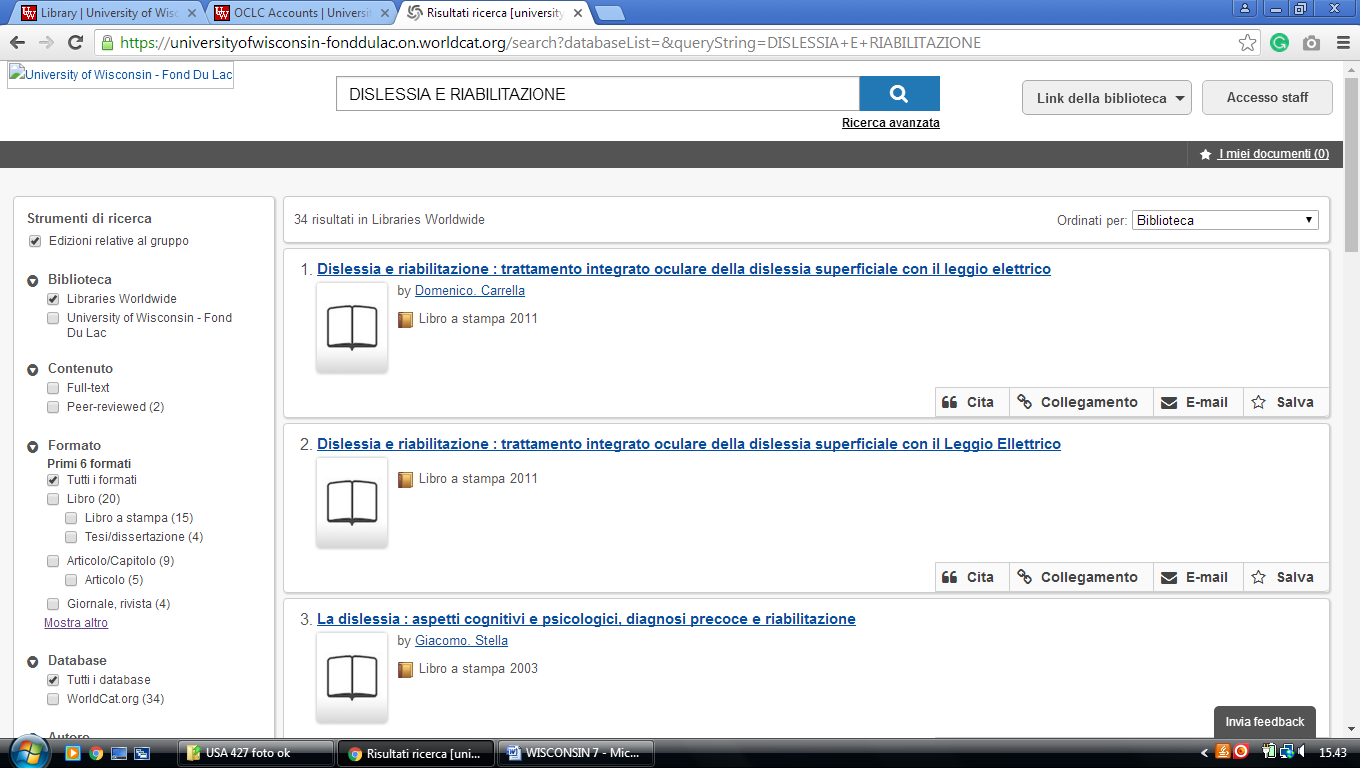 Library | University of Wisc
OCLC Accounts | Universit
Risultati ricerca [university
https://universityofwisconsin-fonddulac.on.worldcat.org/search?databaseList=&queryString=DISLESSIA+E+RIABILITAZIONE
University of Wisconsin - Fond Du Lac
DISLESSIA E RIABILITAZIONE
Ricerca avanzata
Link della biblioteca
Accesso staff
I miei documenti (0)
Strumenti di ricerca
Edizioni relative al gruppo
Biblioteca
Libraries Worldwide
University of Wisconsin - Fond
Du Lac
Contenuto
Full-text
Peer-reviewed (2)
Formato
Primi 6 formati
Tutti i formati
Libro (20)
Libro a stampa (15)
Tesi/dissertazione (4)
Articolo/Capitolo (9)
Articolo (5)
Giornale, rivista (4)
Mostra altro
Database
Tutti i database
WorldCat.org (34)
Autore
34 risultati in Libraries Worldwide
Ordinati per: Biblioteca
1. Dislessia e riabilitazione : trattamento integrato oculare della dislessia superficiale con il leggio elettrico
by Domenico. Carrella
Libro a stampa 2011
Cita Collegamento E-mail Salva
2. Dislessia e riabilitazione : trattamento integrato oculare della dislessia superficiale con il Leggio Ellettrico
Libro a stampa 2011
Cita Collegamento E-mail Salva
3. La dislessia : aspetti cognitivi e psicologici, diagnosi precoce e riabilitazione
by Giacomo. Stella
Libro a stampa 2003
Invia feedback
USA 427 foto ok
Risultati ricerca [uni...
WISCONSIN 7 - Mic...
15.43